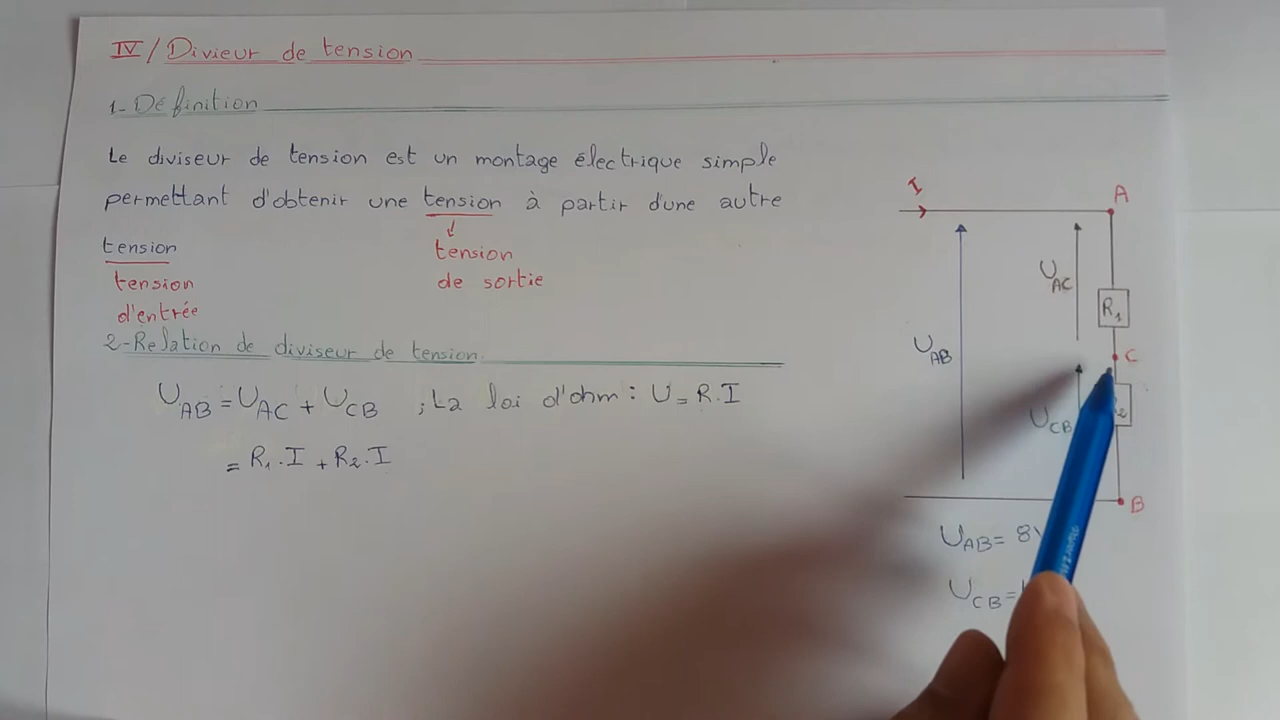 IV/ Divieur de tension
1- Définition
Le diviseur de tension est un montage électrique simple
permettant d'obtenir une tension à partir d'une autre
tension
tension
de sortie
tension
d'entrée
2-Relation de diviseur de tension.
U_AB = U_AC + U_CB ; La loi d'ohm : U = R.I
= R₁.I + R₂.I
I
A
U_AC
R₁
U_AB
C
U_CB
B
U_AB = 8V
U_CB =